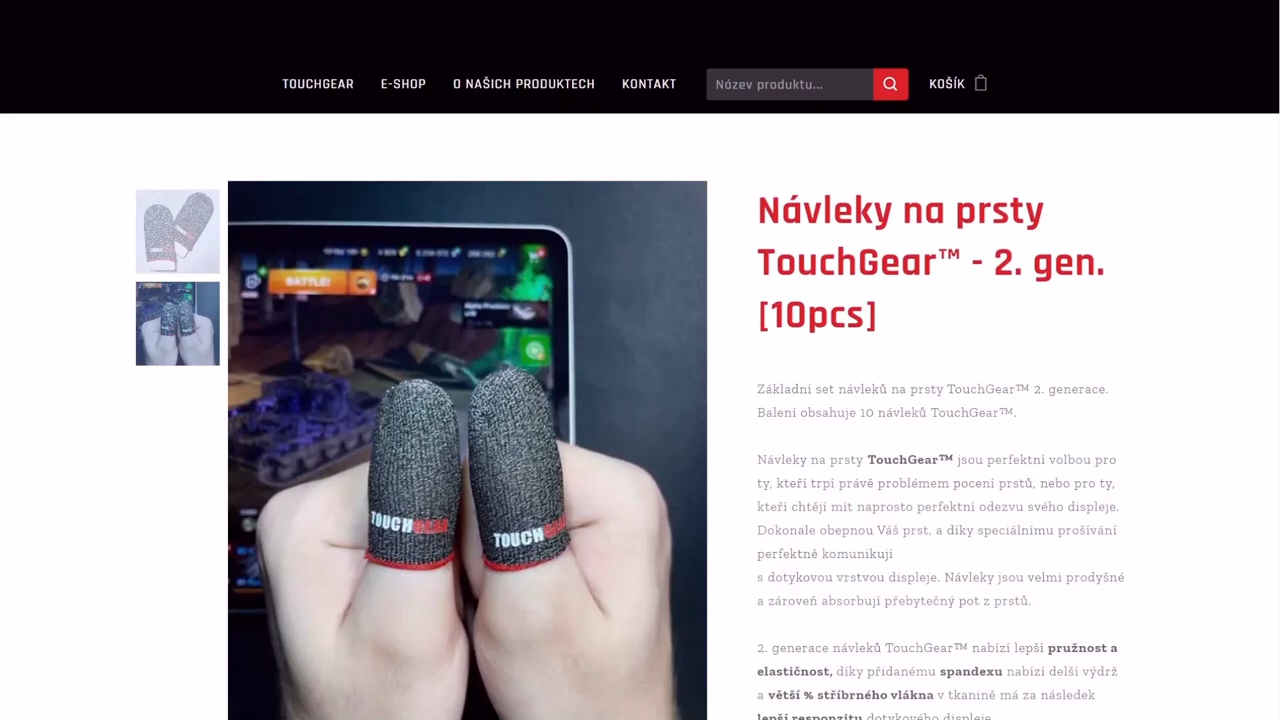 TOUCHGEAR
E-SHOP
O NAŠICH PRODUKTECH
KONTAKT
Název produktu...
KOŠÍK
BATTLE!
TOUCHGEAR
TOUCHGEAR
Návleky na prsty
TouchGear™ - 2. gen.
[10pcs]
Základní set návleků na prsty TouchGear™ 2. generace.
Balení obsahuje 10 návleků TouchGear™.
Návleky na prsty TouchGear™ jsou perfektní volbou pro
ty, kteří trpí právě problémem pocení prstů, nebo pro ty,
kteří chtějí mít naprosto perfektní odezvu svého displeje.
Dokonale obepnou Váš prst, a díky speciálnímu prošívání
perfektně komunikují
s dotykovou vrstvou displeje. Návleky jsou velmi prodyšné
a zároveň absorbují přebytečný pot z prstů.
2. generace návleků TouchGear™ nabízí lepší pružnost a
elastičnost, díky přidanému spandexu nabízí delší výdrž
a větší % stříbrného vlákna v tkanině má za následek
lepší responzitu dotykového displeje.